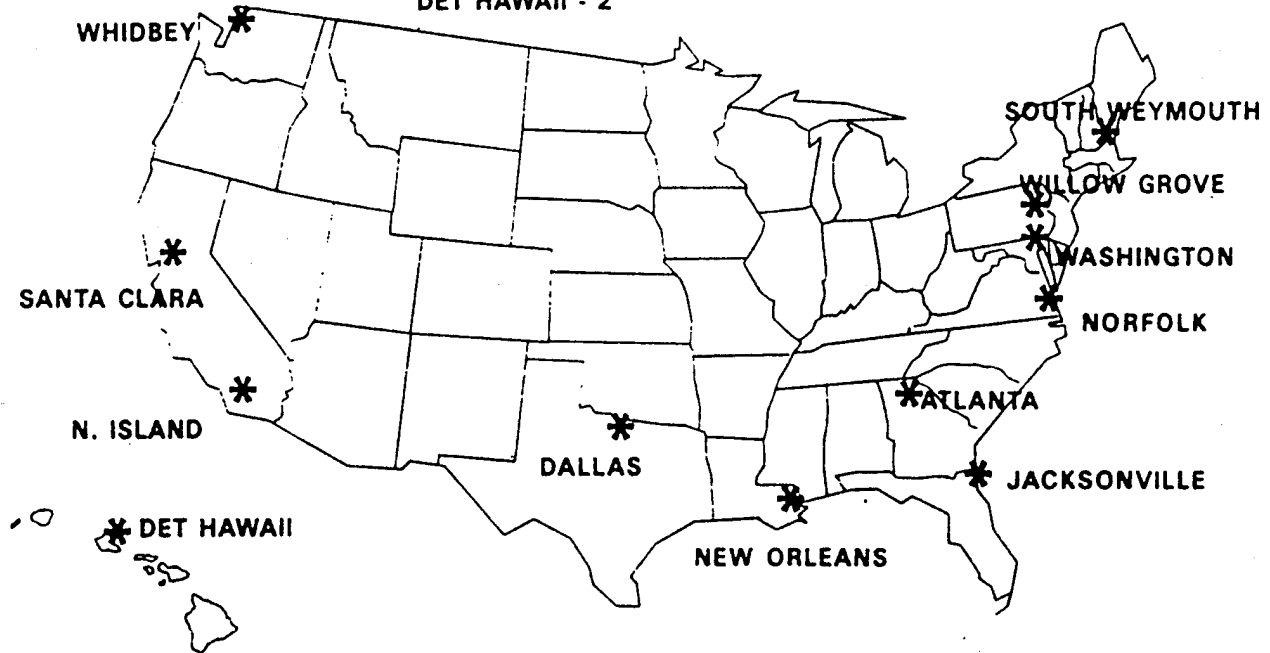 DET HAWAII - 2
WHIDBEY
SOUTH WEYMOUTH
WILLOW GROVE
WASHINGTON
SANTA CLARA
NORFOLK
ATLANTA
N. ISLAND
DALLAS
JACKSONVILLE
DET HAWAII
NEW ORLEANS